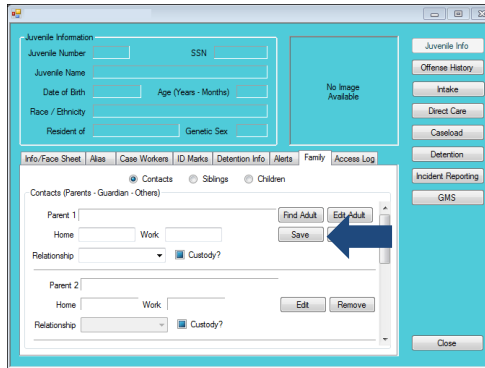 Juvenile Information
Juvenile Number SSN
Juvenile Name
Date of Birth Age (Years - Months)
Race / Ethnicity
Resident of Genetic Sex
No Image
Available
Juvenile Info
Offense History
Intake
Direct Care
Caseload
Detention
Incident Reporting
GMS
Info/Face Sheet Alias Case Workers ID Marks Detention Info Alerts Family Access Log
Contacts Siblings Children
Contacts (Parents - Guardian - Others)
Parent 1 Find Adult Edit Adult
Home Work Save
Relationship Custody?
Parent 2
Home Work Edit Remove
Relationship Custody?
Close